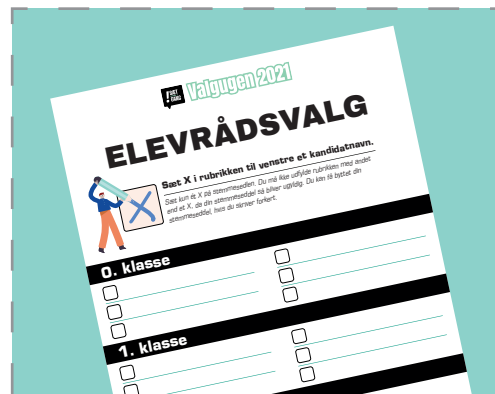 DET GÆRU
Valgugen 2021
ELEVRÅDSVALG
Sæt X i rubrikken til venstre et kandidatnavn.
Sæt kun ét X på stemmesedlen. Du må ikke udfylde rubrikken med andet
end et X, da din stemmeseddel så bliver ugyldig. Du kan få byttet din
stemmeseddel, hvis du skriver forkert.
0. klasse
1. klasse